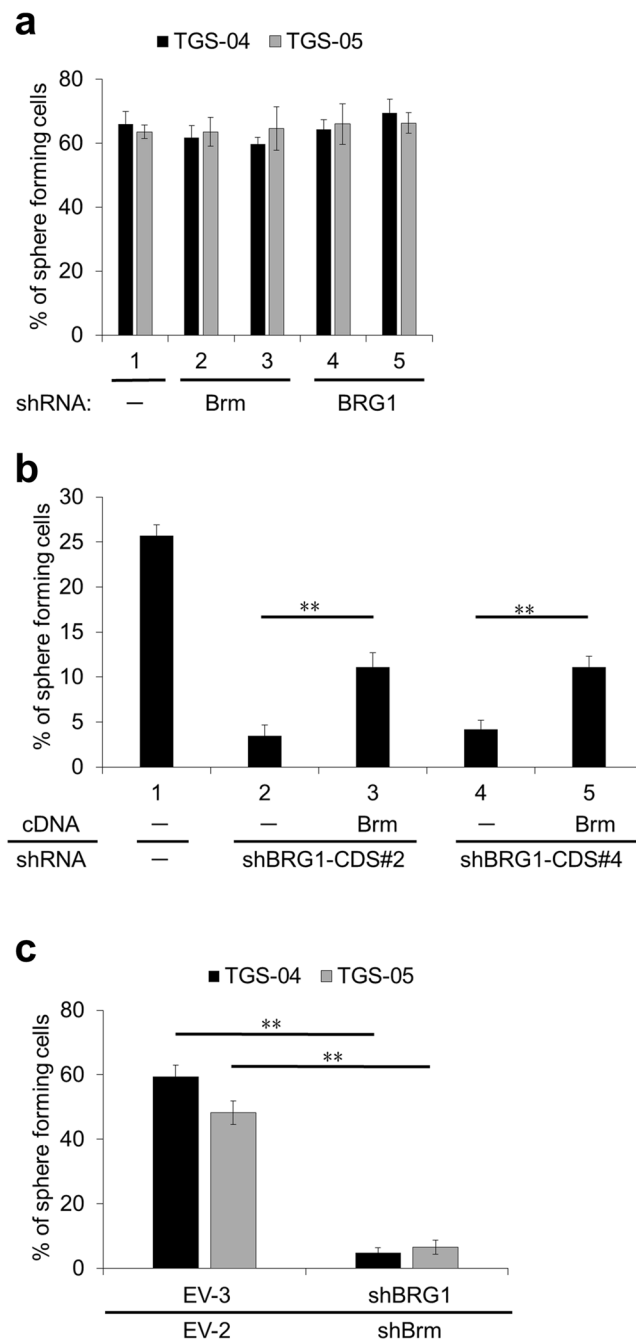 a
TGS-04 TGS-05
% of sphere forming cells
80
60
40
20
0
1 2 3 4 5
shRNA: – Brm BRG1
b
% of sphere forming cells
30
25
20
15
10
5
0
** **
1 2 3 4 5
cDNA – – Brm – Brm
shRNA – shBRG1-CDS#2 shBRG1-CDS#4
c
TGS-04 TGS-05
% of sphere forming cells
80
60
40
20
0
**
**
EV-3 shBRG1
EV-2 shBrm